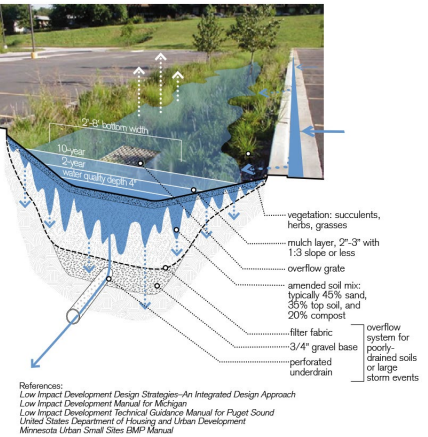 2'-8' bottom width
10-year
2-year
water quality depth 4"
vegetation: succulents,
herbs, grasses
mulch layer, 2"-3" with
1:3 slope or less
overflow grate
amended soil mix:
typically 45% sand,
35% top soil, and
20% compost
filter fabric
3/4" gravel base
perforated
underdrain
overflow
system for
poorly-
drained soils
or large
storm events
References:
Low Impact Development Design Strategies–An Integrated Design Approach
Low Impact Development Manual for Michigan
Low Impact Development Technical Guidance Manual for Puget Sound
United States Department of Housing and Urban Development
Minnesota Urban Small Sites BMP Manual